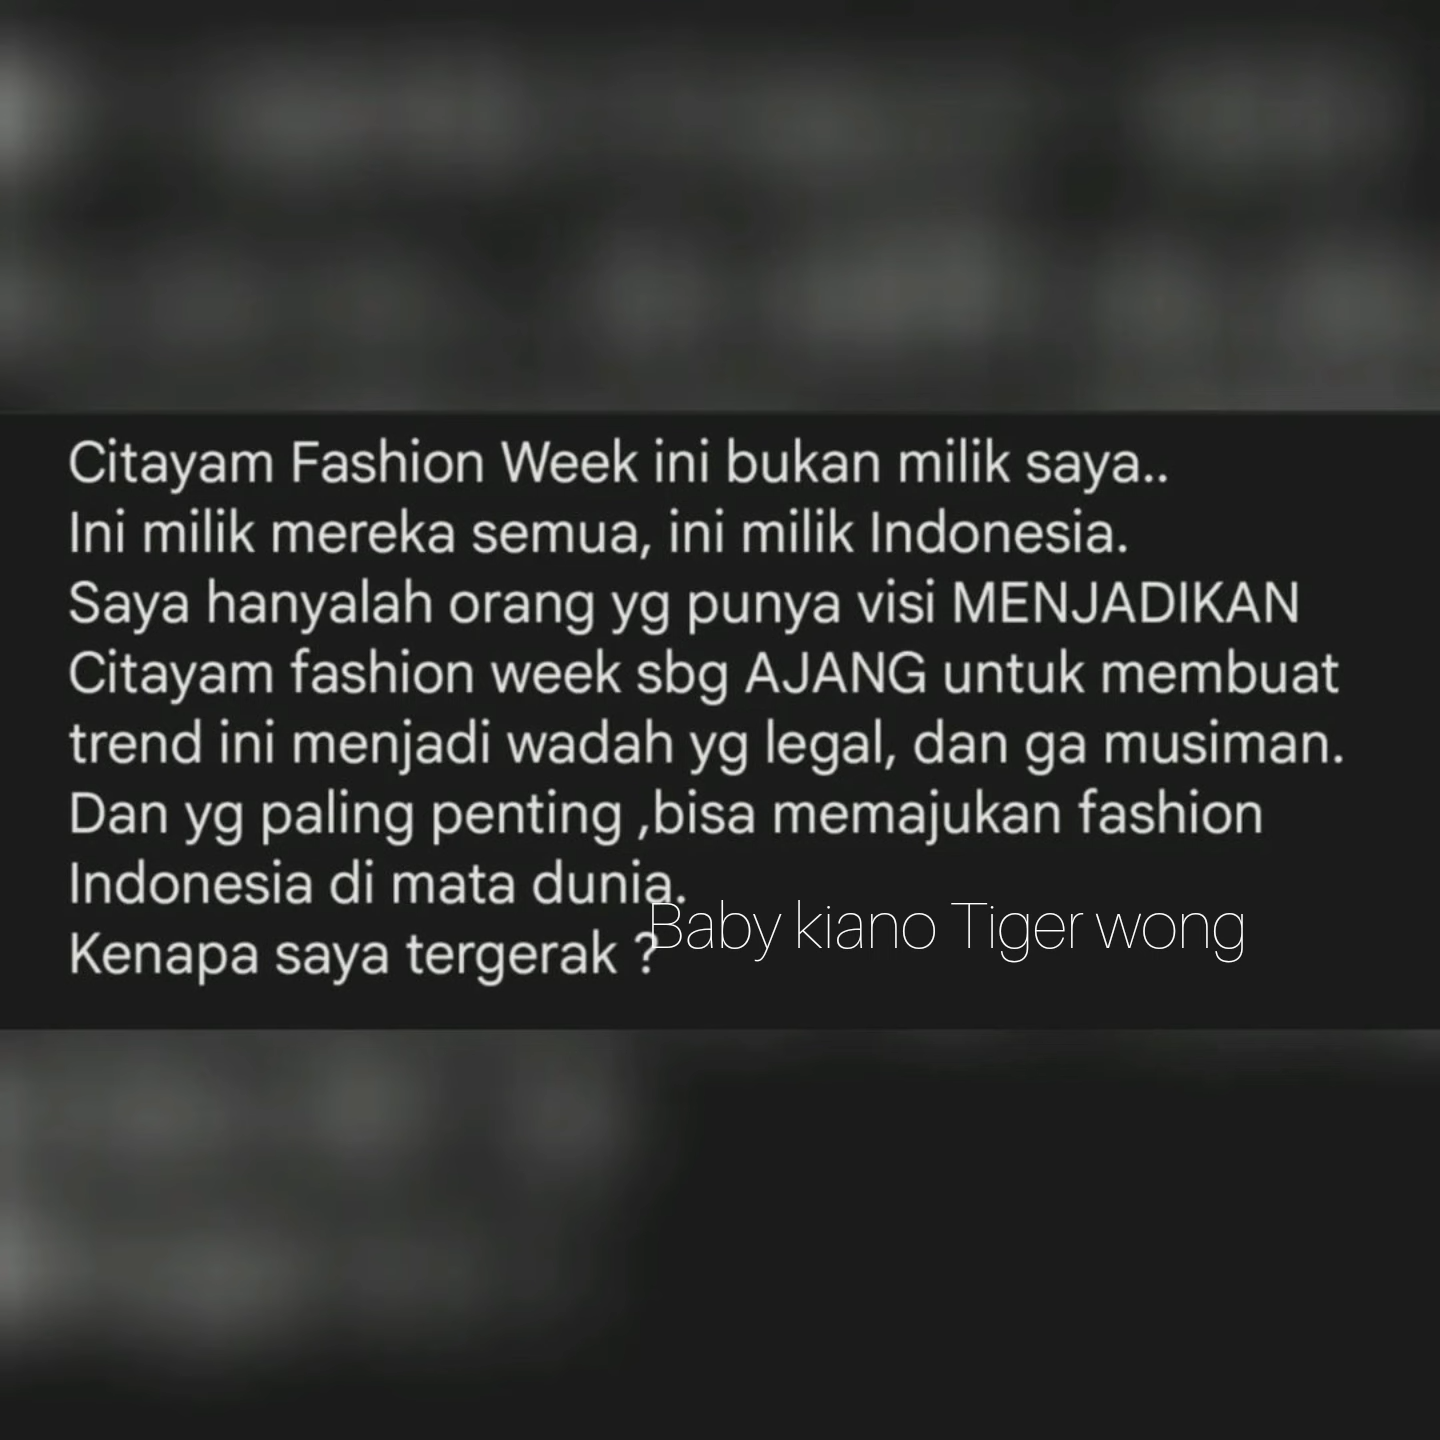 Citayam Fashion Week ini bukan milik saya..
Ini milik mereka semua, ini milik Indonesia.
Saya hanyalah orang yg punya visi MENJADIKAN
Citayam fashion week sbg AJANG untuk membuat
trend ini menjadi wadah yg legal, dan ga musiman.
Dan yg paling penting ,bisa memajukan fashion
Indonesia di mata dunia.
Kenapa saya tergerak ?
Baby kiano Tiger wong